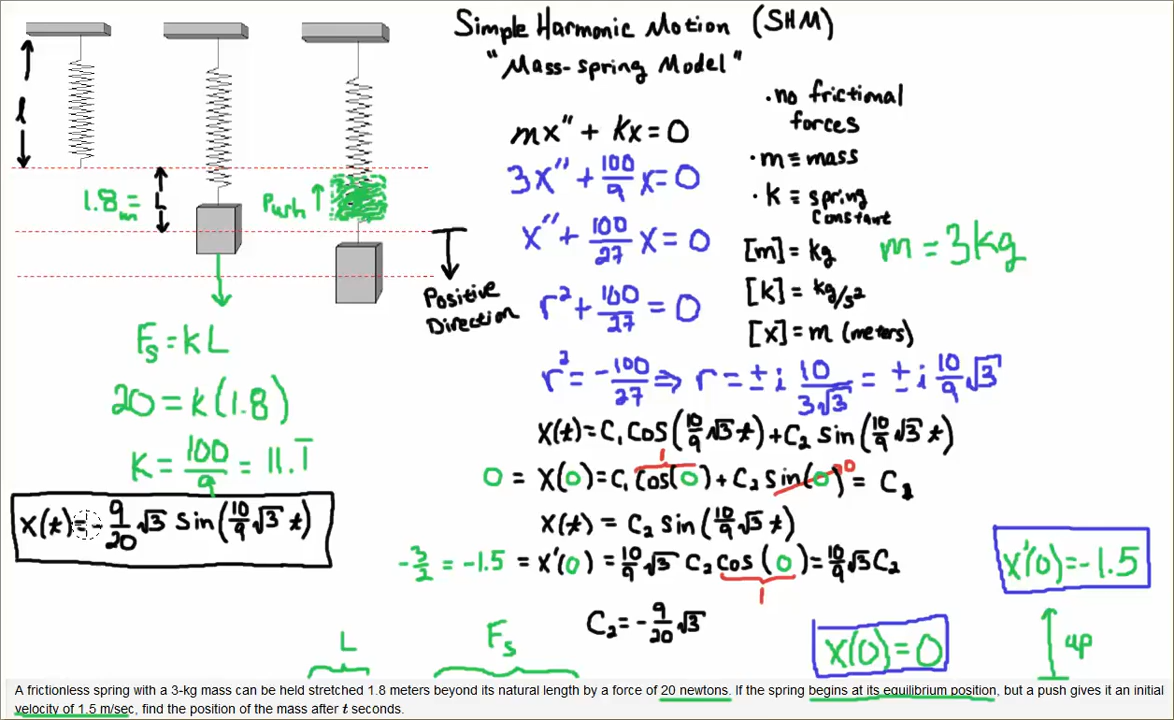 Simple Harmonic Motion (SHM)
"Mass-spring Model"
• no frictional
forces
• m ≡ mass
• k ≡ spring
constant
[m] = kg
[k] = kg/s²
[x] = m (meters)
m = 3kg
mx'' + kx = 0
3x'' + 100/9 x = 0
x'' + 100/27 x = 0
r² + 100/27 = 0
r² = -100/27 ⇒ r = ± i 10/3√3 = ± i 10/9 √3
x(t) = C₁ cos(10/9 √3 t) + C₂ sin(10/9 √3 t)
0 = x(0) = C₁ cos(0) + C₂ sin(0) = C₁
1
0
x(t) = C₂ sin(10/9 √3 t)
-3/2 = -1.5 = x'(0) = 10/9 √3 C₂ cos(0) = 10/9 √3 C₂
1
C₂ = -9/20 √3
l
1.8 m =
L
Push ↑
Positive
Direction
Fs = kL
20 = k(1.8)
K = 100/9 = 11.1̅
x(t) = -9/20 √3 sin(10/9 √3 t)
x'(0) = -1.5
x(0) = 0
up
L
Fs
A frictionless spring with a 3-kg mass can be held stretched 1.8 meters beyond its natural length by a force of 20 newtons. If the spring begins at its equilibrium position, but a push gives it an initial
velocity of 1.5 m/sec, find the position of the mass after t seconds.